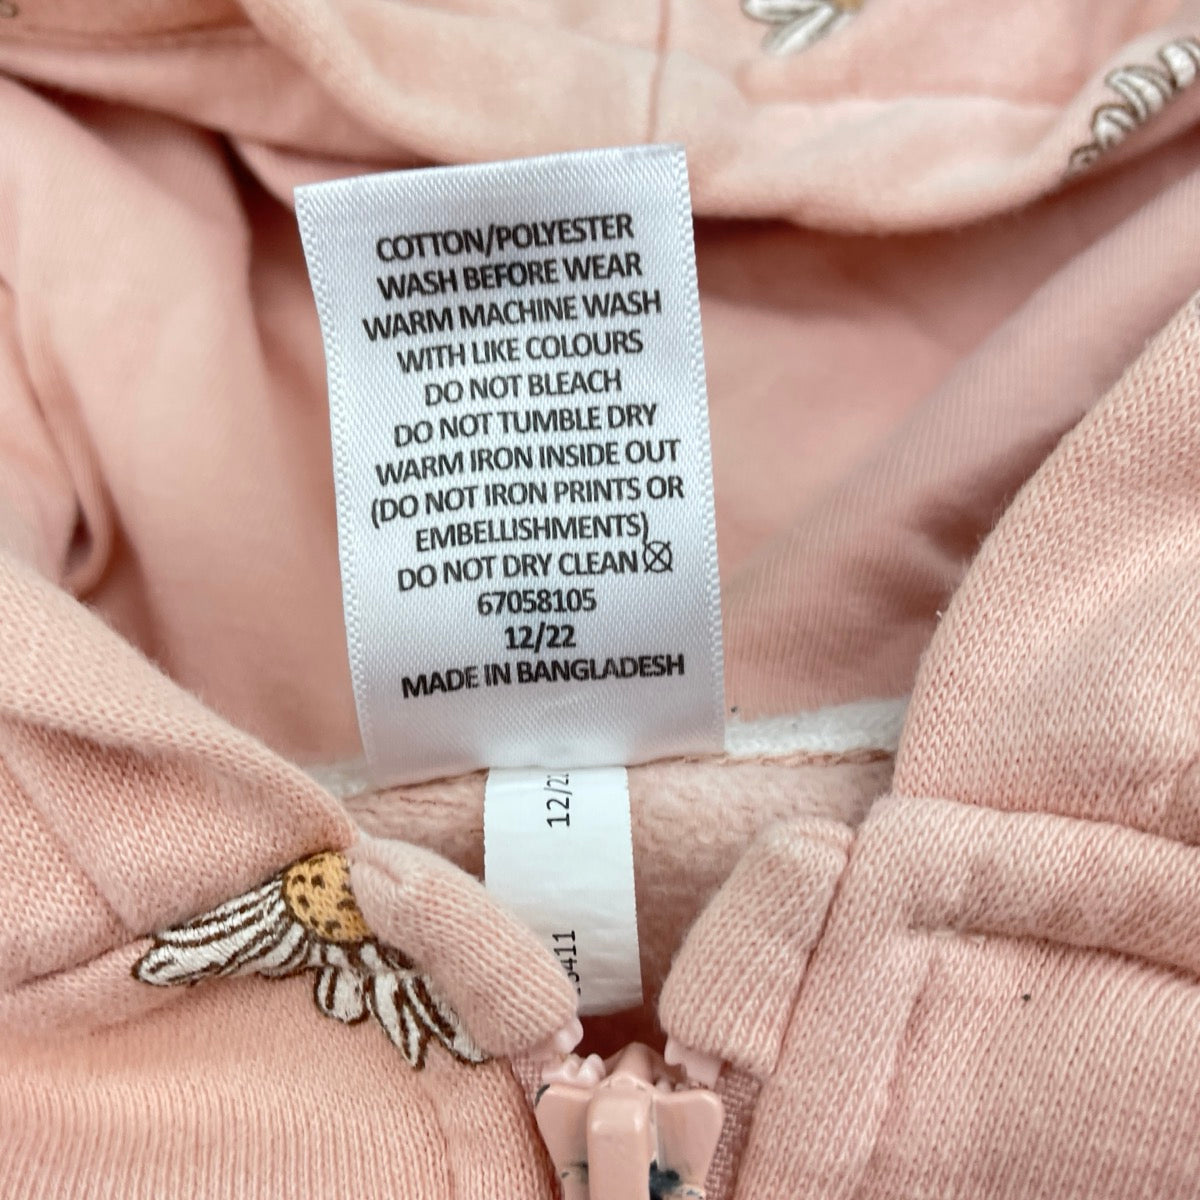 COTTON/POLYESTER
WASH BEFORE WEAR
WARM MACHINE WASH
WITH LIKE COLOURS
DO NOT BLEACH
DO NOT TUMBLE DRY
WARM IRON INSIDE OUT
(DO NOT IRON PRINTS OR
EMBELLISHMENTS)
DO NOT DRY CLEAN
67058105
12/22
MADE IN BANGLADESH